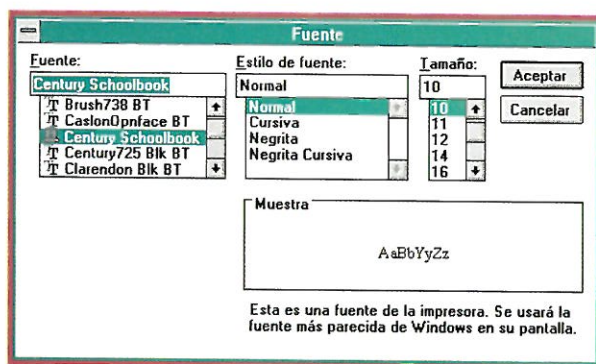 Fuente
Fuente:
Century Schoolbook
Brush738 BT
CaslonOpnface BT
Century Schoolbook
Century725 Blk BT
Clarendon Blk BT
Estilo de fuente:
Normal
Normal
Cursiva
Negrita
Negrita Cursiva
Tamaño:
10
10
11
12
14
16
Aceptar
Cancelar
Muestra
AaBbYyZz
Esta es una fuente de la impresora. Se usará la
fuente más parecida de Windows en su pantalla.